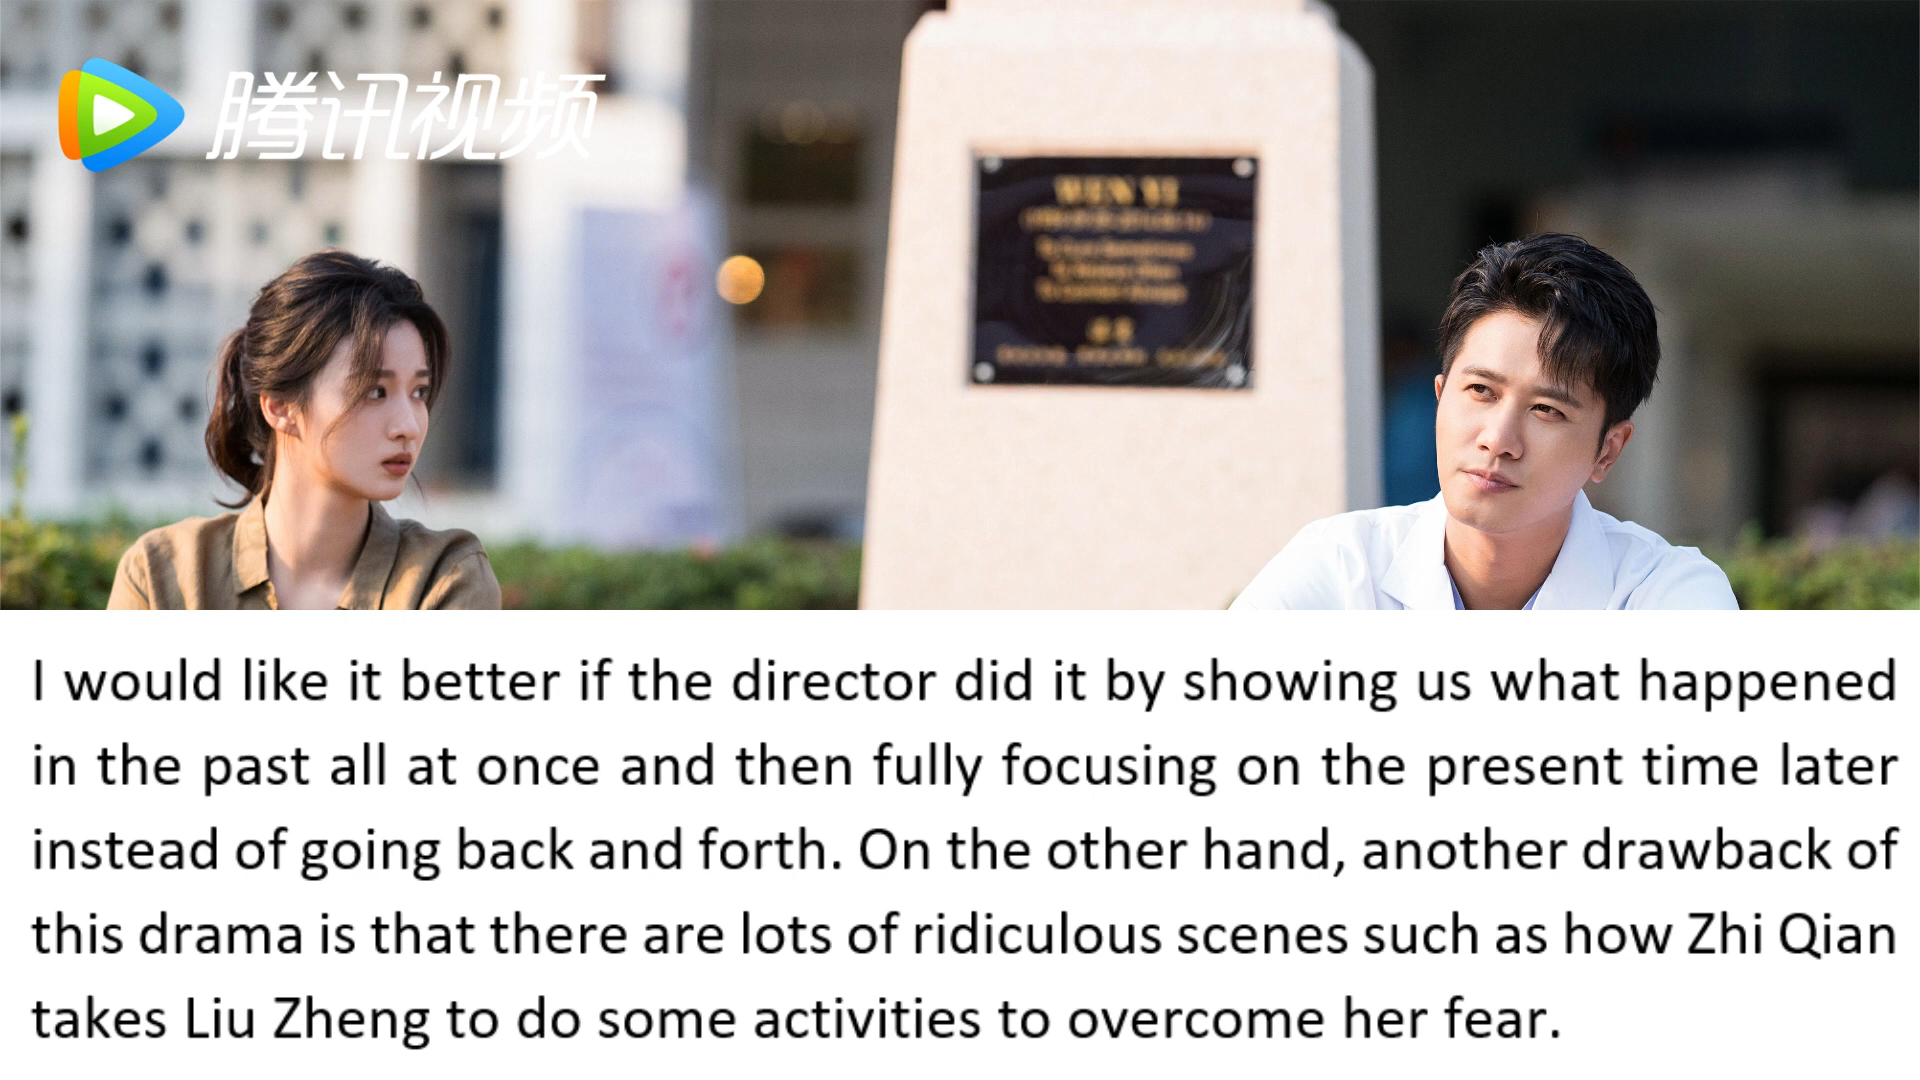 腾讯视频
WEN YI
I would like it better if the director did it by showing us what happened
in the past all at once and then fully focusing on the present time later
instead of going back and forth. On the other hand, another drawback of
this drama is that there are lots of ridiculous scenes such as how Zhi Qian
takes Liu Zheng to do some activities to overcome her fear.